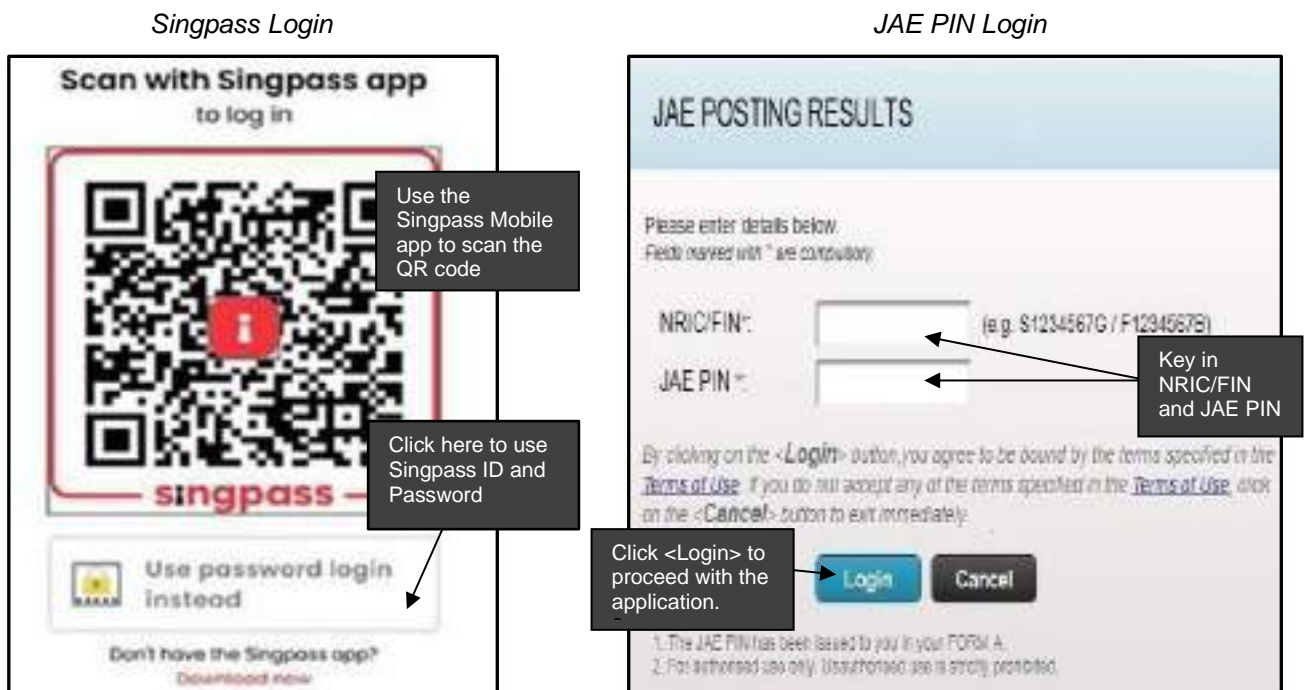 Singpass Login
Scan with Singpass app
to log in
Use the
Singpass Mobile
app to scan the
QR code
Click here to use
Singpass ID and
Password
singpass
Use password login
instead
Don't have the Singpass app?
Download now
JAE PIN Login
JAE POSTING RESULTS
Please enter details below.
Fields marked with * are compulsory.
NRIC/FIN*:
(e.g. S1234567G / F1234567B)
JAE PIN *:
Key in
NRIC/FIN
and JAE PIN
By clicking on the <Login> button, you agree to be bound by the terms specified in the
Terms of Use. If you do not accept any of the terms specified in the Terms of Use, click
on the <Cancel> button to exit immediately.
Click <Login> to
proceed with the
application.
Login
Cancel
1. The JAE PIN has been issued to you in your FORM A.
2. For authorised use only. Unauthorised use is strictly prohibited.